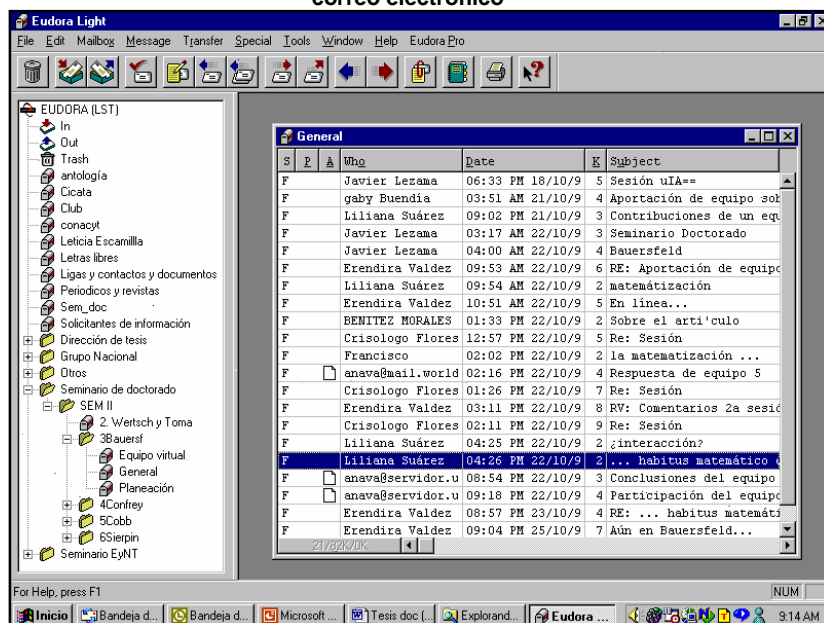 correo electrónico
Eudora Light
File Edit Mailbox Message Transfer Special Tools Window Help Eudora Pro
EUDORA (LST)
In
Out
Trash
antología
Cicata
Club
conacyt
Leticia Escamillla
Letras libres
Ligas y contactos y documentos
Periodicos y revistas
Sem_doc
Solicitantes de información
Dirección de tesis
Grupo Nacional
Otros
Seminario de doctorado
SEM II
2. Wertsch y Toma
3Bauersf
Equipo virtual
General
Planeación
4Confrey
5Cobb
6Sierpin
Seminario EyNT
General
S P A Who Date K Subject
F Javier Lezama 06:33 PM 18/10/9 5 Sesión uIA==
F gaby Buendía 03:51 AM 21/10/9 4 Aportación de equipo sob
F Liliana Suárez 09:02 PM 21/10/9 3 Contribuciones de un equ
F Javier Lezama 03:17 AM 22/10/9 3 Seminario Doctorado
F Javier Lezama 04:00 AM 22/10/9 4 Bauersfeld
F Erendira Valdez 09:53 AM 22/10/9 6 RE: Aportación de equipo
F Liliana Suárez 09:54 AM 22/10/9 2 matemátización
F Erendira Valdez 10:51 AM 22/10/9 5 En línea...
F BENITEZ MORALES 01:33 PM 22/10/9 2 Sobre el arti'culo
F Crisologo Flores 12:57 PM 22/10/9 5 Re: Sesión
F Francisco 02:02 PM 22/10/9 2 la matematización ...
F anava@mail.world 02:16 PM 22/10/9 4 Respuesta de equipo 5
F Crisologo Flores 01:26 PM 22/10/9 7 Re: Sesión
F Erendira Valdez 03:11 PM 22/10/9 8 RV: Comentarios 2a sesió
F Crisologo Flores 02:11 PM 22/10/9 9 Re: Sesión
F Liliana Suárez 04:25 PM 22/10/9 2 ¿interacción?
F Liliana Suárez 04:26 PM 22/10/9 2 ... habitus matemático
F anava@servidor.u 08:54 PM 22/10/9 3 Conclusiones del equipo
F anava@servidor.u 09:18 PM 22/10/9 4 Participación del equipo
F Erendira Valdez 08:57 PM 23/10/9 4 RE: ... habitus matemáti
F Erendira Valdez 09:04 PM 25/10/9 7 Aún en Bauersfeld...
21/82K/0K
For Help, press F1 NUM
Inicio Bandeja d... Bandeja d... Microsoft ... Tesis doc (... Explorand... Eudora ... 9:14 AM